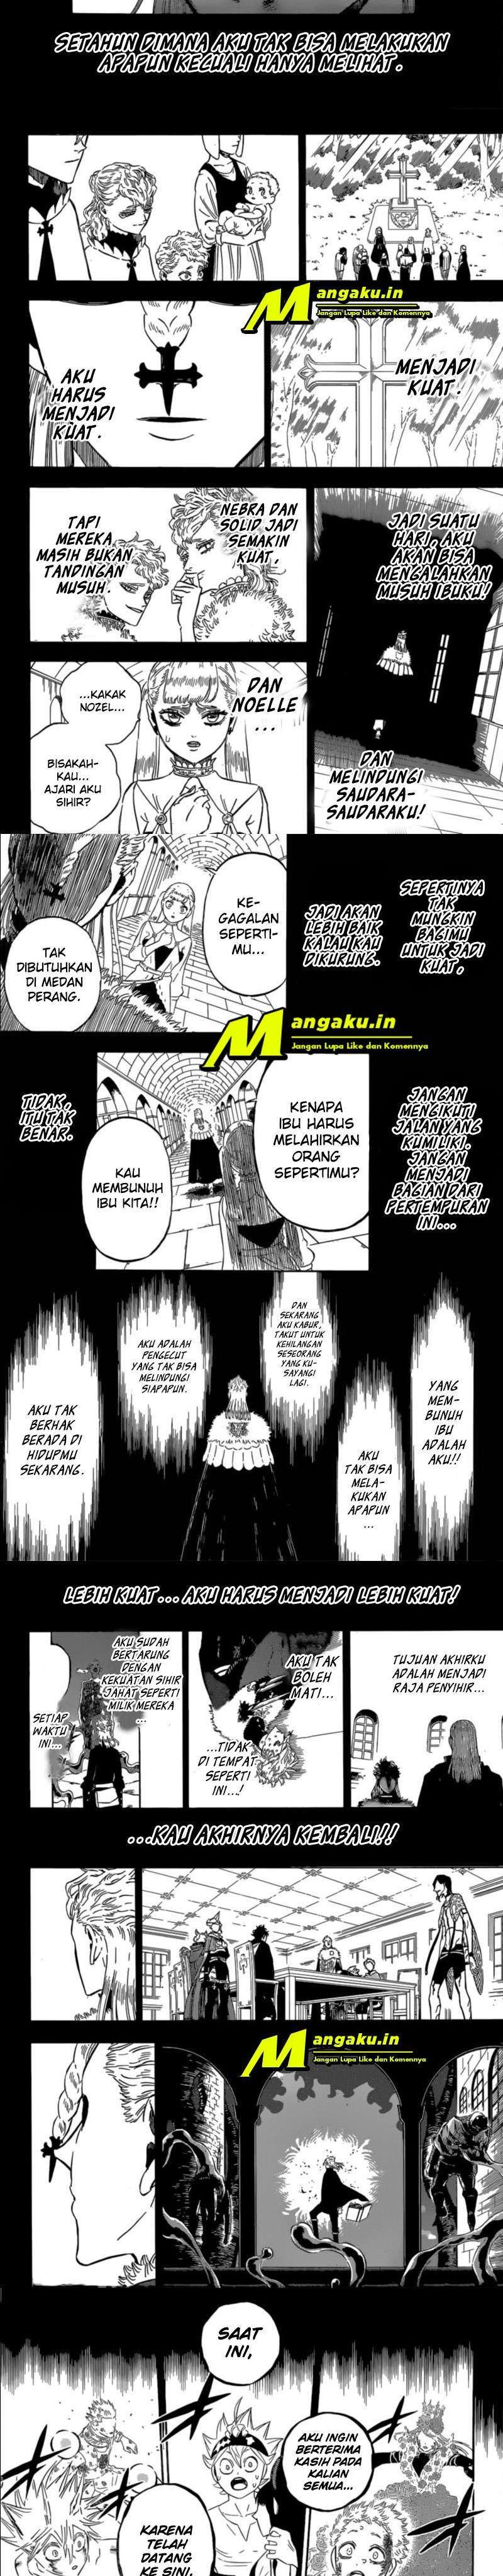 SETAHUN DIMANA AKU TAK BISA MELAKUKAN
APAPUN KECUALI HANYA MELIHAT.
Mangaku.in
Jangan Lupa Like dan Komennya
MENJADI
KUAT.
AKU
HARUS
MENJADI
KUAT.
JADI SUATU
HARI, AKU
AKAN BISA
MENGALAHKAN
MUSUH IBUKU!
NEBRA DAN
SOLID JADI
SEMAKIN
KUAT,
TAPI
MEREKA
MASIH BUKAN
TANDINGAN
MUSUH.
DAN
MELINDUNGI
SAUDARA-
SAUDARAKU!
DAN
NOELLE
...
...KAKAK
NOZEL...
BISAKAH-
KAU...
AJARI AKU
SIHIR?
SEPERTINYA
TAK
MUNGKIN
BAGIMU
UNTUK JADI
KUAT,
JADI AKAN
LEBIH BAIK
KALAU KAU
DIKURUNG.
KE-
GAGALAN
SEPERTI-
MU...
TAK
DIBUTUHKAN
DI MEDAN
PERANG.
Mangaku.in
Jangan Lupa Like dan Komennya
JANGAN
MENGIKUTI
JALAN YANG
KUMILIKI.
JANGAN
MENJADI
BAGIAN DARI
PERTEMPURAN
INI...
KENAPA
IBU HARUS
MELAHIRKAN
ORANG
SEPERTIMU?
KAU
MEMBUNUH
IBU KITA!!
TIDAK,
ITU TAK
BENAR.
YANG
MEM-
BUNUH
IBU
ADALAH
AKU!!
AKU
TAK BISA
MELA-
KUKAN
APAPUN
...
DAN
SEKARANG
AKU KABUR,
TAKUT UNTUK
KEHILANGAN
SESEORANG
YANG KU-
SAYANGI
LAGI.
AKU ADALAH
PENGECUT
YANG TAK BISA
MELINDUNGI
SIAPAPUN.
AKU TAK
BERHAK
BERADA DI
HIDUPMU
SEKARANG.
LEBIH KUAT... AKU HARUS MENJADI LEBIH KUAT!
TUJUAN AKHIRKU
ADALAH MENJADI
RAJA PENYIHIR...
AKU TAK
BOLEH
MATI...
...TIDAK
DI TEMPAT
SEPERTI
INI...!
AKU SUDAH
BERTARUNG
DENGAN
KEKUATAN SIHIR
JAHAT SEPERTI
MILIK MEREKA
...
SETIAP
WAKTU
INI...
...KAU AKHIRNYA KEMBALI!!
Mangaku.in
Jangan Lupa Like dan Komennya
SAAT
INI,
AKU INGIN
BERTERIMA
KASIH PADA
KALIAN
SEMUA...
KARENA
TELAH
DATANG
KE SINI.